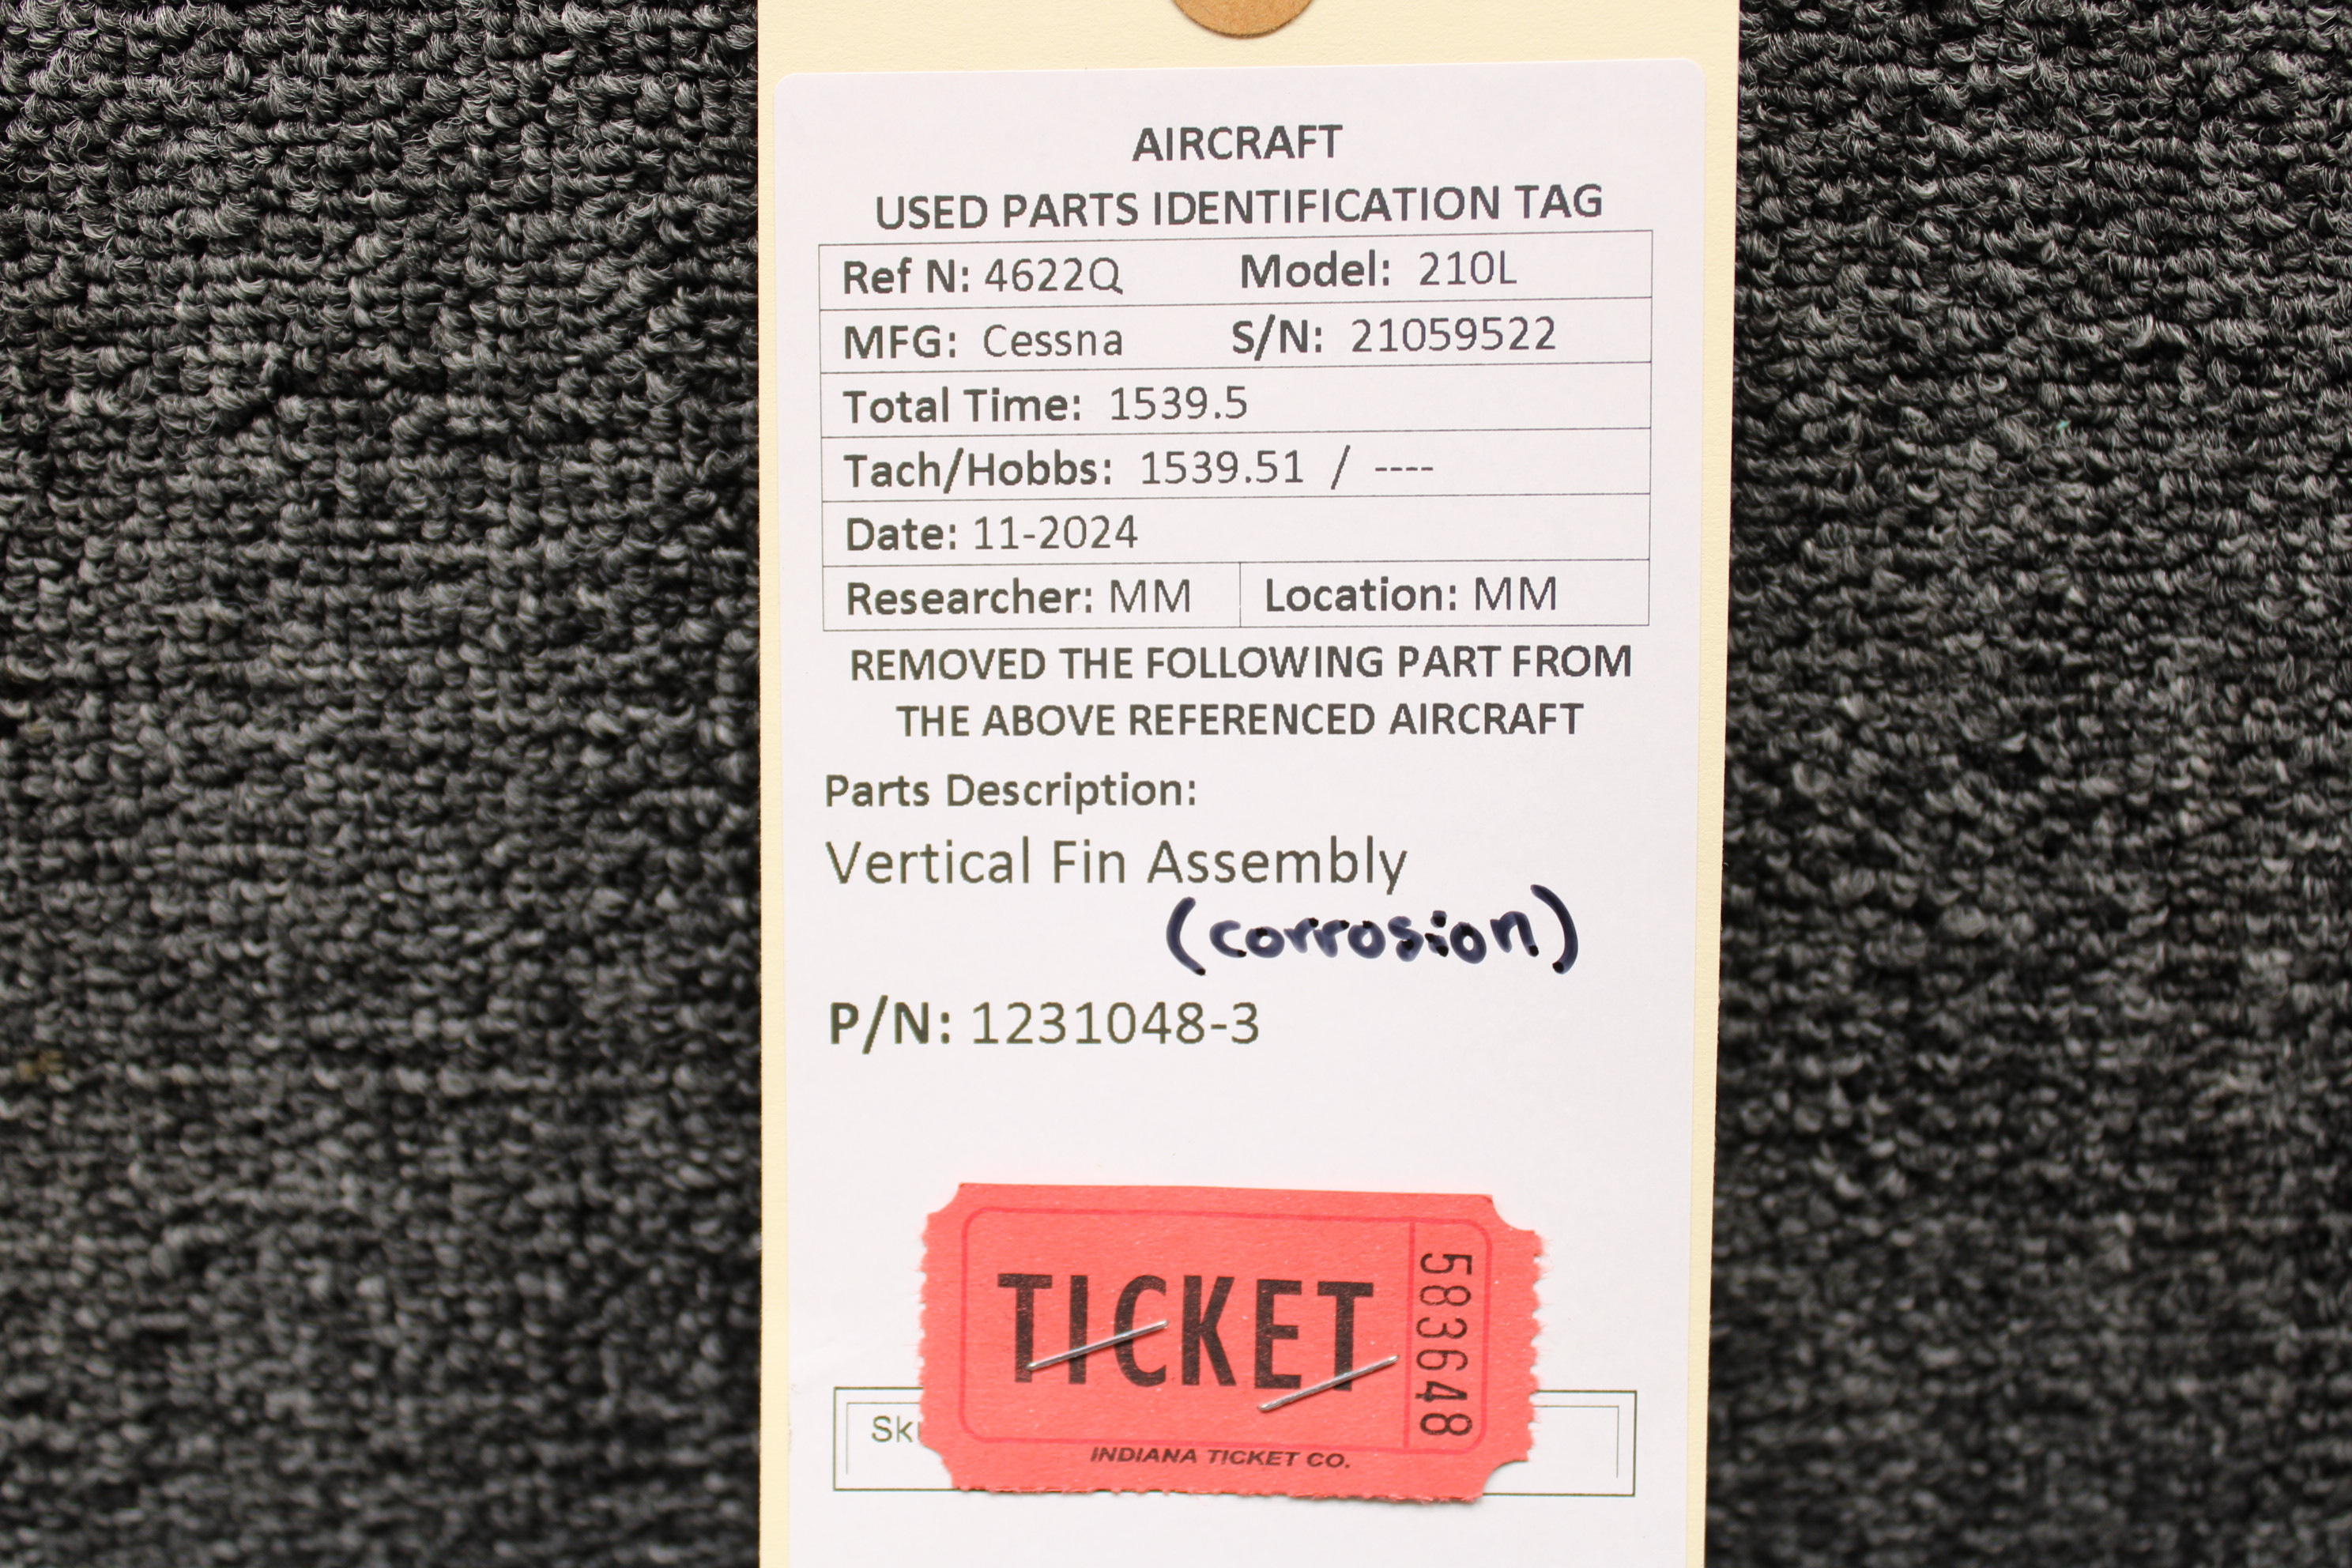 AIRCRAFT
USED PARTS IDENTIFICATION TAG
Ref N: 4622Q Model: 210L
MFG: Cessna S/N: 21059522
Total Time: 1539.5
Tach/Hobbs: 1539.51 / ----
Date: 11-2024
Researcher: MM Location: MM
REMOVED THE FOLLOWING PART FROM
THE ABOVE REFERENCED AIRCRAFT
Parts Description:
Vertical Fin Assembly
(corrosion)
P/N: 1231048-3
TICKET
583648
INDIANA TICKET CO.